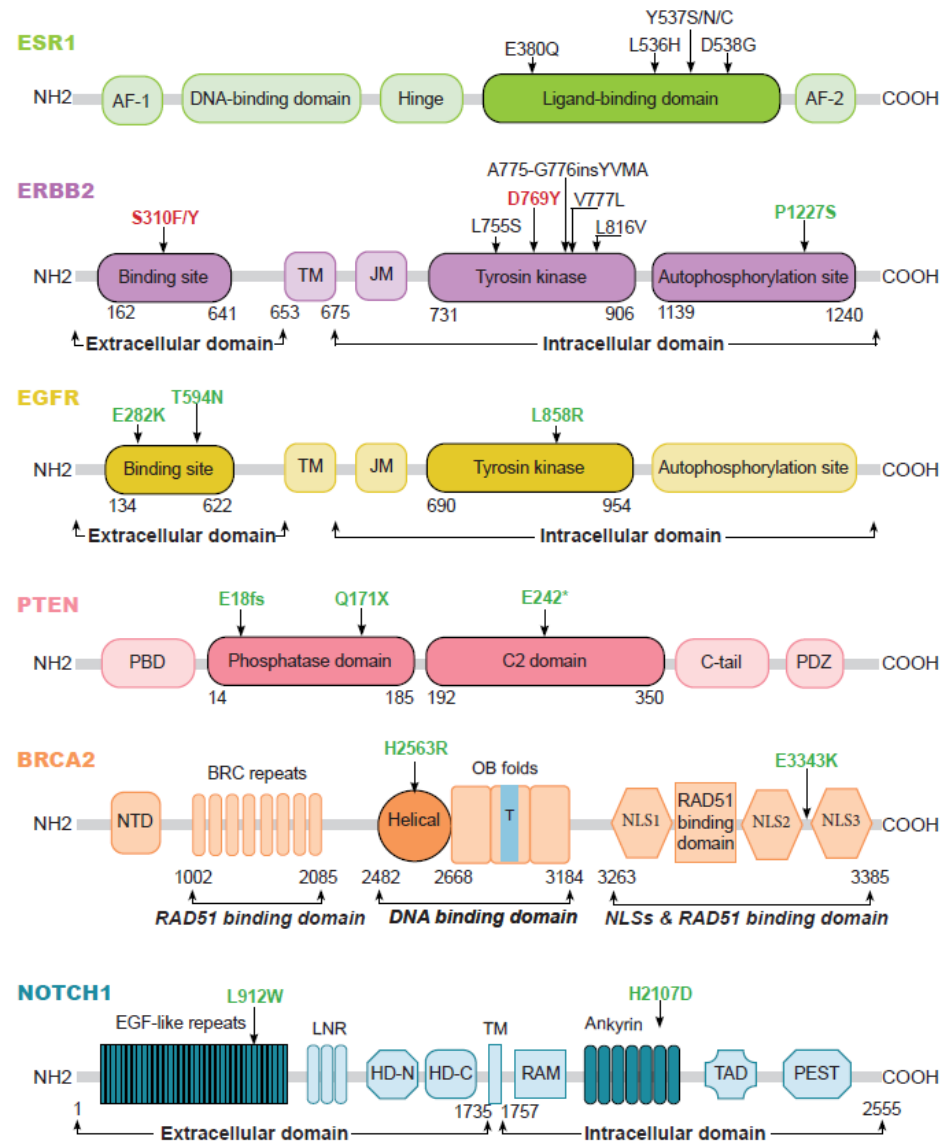 ESR1
Y537S/N/C
E380Q L536H D538G
NH2 AF-1 DNA-binding domain Hinge Ligand-binding domain AF-2 COOH
ERBB2
A775-G776insYVMA
S310F/Y D769Y V777L P1227S
L755S L816V
NH2 Binding site TM JM Tyrosin kinase Autophosphorylation site COOH
162 641 653 675 731 906 1139 1240
Extracellular domain Intracellular domain
EGFR
T594N
E282K L858R
NH2 Binding site TM JM Tyrosin kinase Autophosphorylation site COOH
134 622 690 954
Extracellular domain Intracellular domain
PTEN
E18fs Q171X E242*
NH2 PBD Phosphatase domain C2 domain C-tail PDZ COOH
14 185 192 350
BRCA2
H2563R E3343K
BRC repeats OB folds
NH2 NTD Helical T NLS1 RAD51 binding domain NLS2 NLS3 COOH
1002 2085 2482 2668 3184 3263 3385
RAD51 binding domain DNA binding domain NLSs & RAD51 binding domain
NOTCH1
L912W H2107D
EGF-like repeats LNR TM Ankyrin
NH2 HD-N HD-C RAM TAD PEST COOH
1 1735 1757 2555
Extracellular domain Intracellular domain